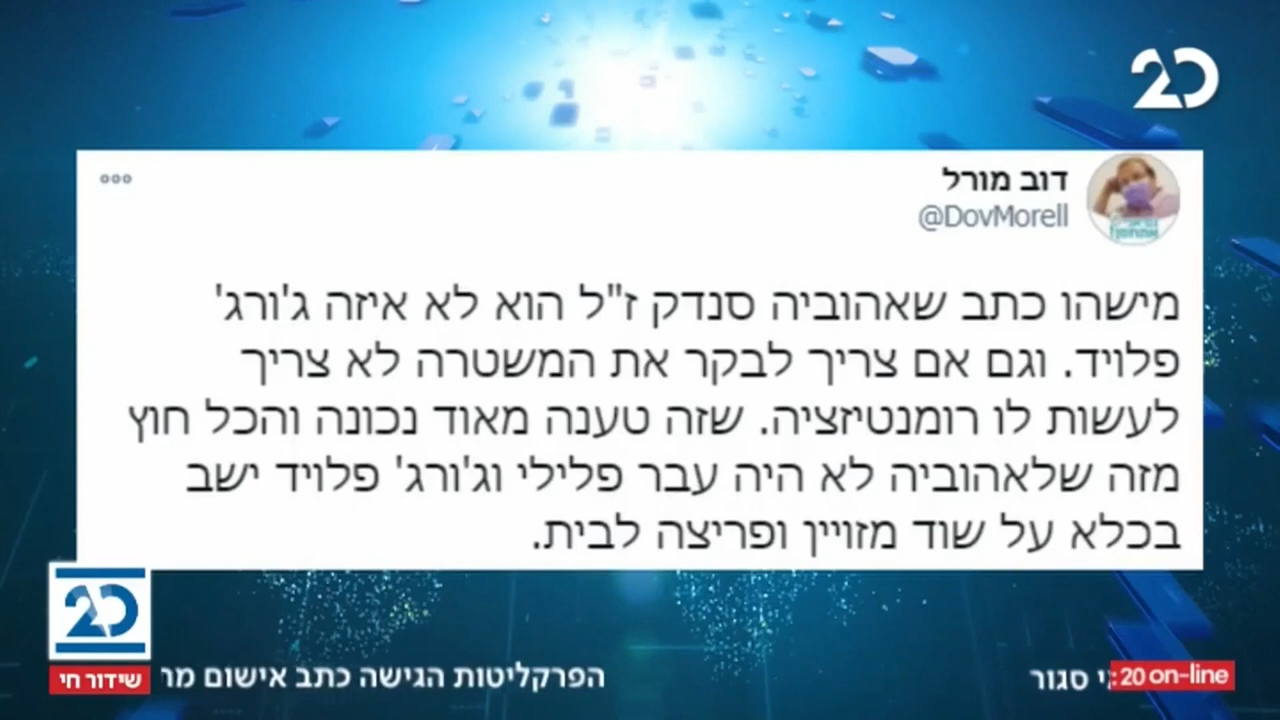 20
דוב מורל
@DovMorell
מישהו כתב שאהוביה סנדק ז"ל הוא לא איזה ג'ורג'
פלויד. וגם אם צריך לבקר את המשטרה לא צריך
לעשות לו רומנטיזציה. שזה טענה מאוד נכונה והכל חוץ
מזה שלאהוביה לא היה עבר פלילי וג'ורג' פלויד ישב
בכלא על שוד מזויין ופריצה לבית.
20
שידור חי
סגור
הפרקליטות הגישה כתב אישום
20 on-line